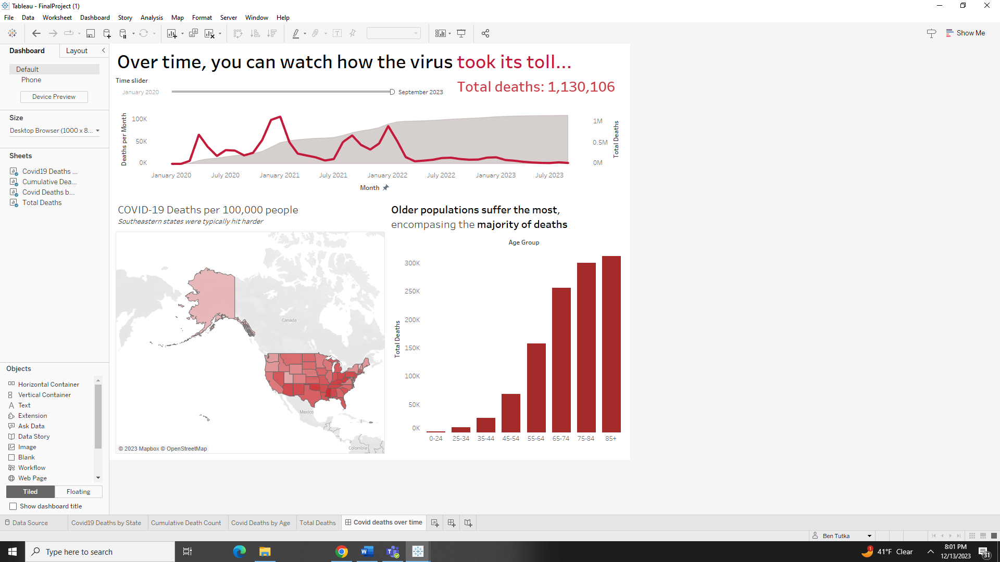 Tableau - FinalProject (1)
File Data Worksheet Dashboard Story Analysis Map Format Server Window Help
Show Me
Dashboard Layout
Default
Phone
Device Preview
Size
Desktop Browser (1000 x 8...
Sheets
Covid19 Deaths ...
Cumulative Dea...
Covid Deaths b...
Total Deaths
Objects
Horizontal Container
Vertical Container
Text
Extension
Ask Data
Data Story
Image
Blank
Workflow
Web Page
Tiled Floating
Show dashboard title
Over time, you can watch how the virus took its toll...
Time slider
January 2020 September 2023
Total deaths: 1,130,106
Deaths per Month
100K
50K
0K
1M
0.5M
0M
Total Deaths
January 2020 July 2020 January 2021 July 2021 January 2022 July 2022 January 2023 July 2023
Month
COVID-19 Deaths per 100,000 people
Southeastern states were typically hit harder
Canada
Mexico
Colombia
© 2023 Mapbox © OpenStreetMap
Older populations suffer the most,
encompasing the majority of deaths
Age Group
Total Deaths
300K
250K
200K
150K
100K
50K
0K
0-24 25-34 35-44 45-54 55-64 65-74 75-84 85+
Data Source Covid19 Deaths by State Cumulative Death Count Covid Deaths by Age Total Deaths Covid deaths over time
Ben Tutka
Type here to search
1
41°F Clear
8:01 PM
12/13/2023
31